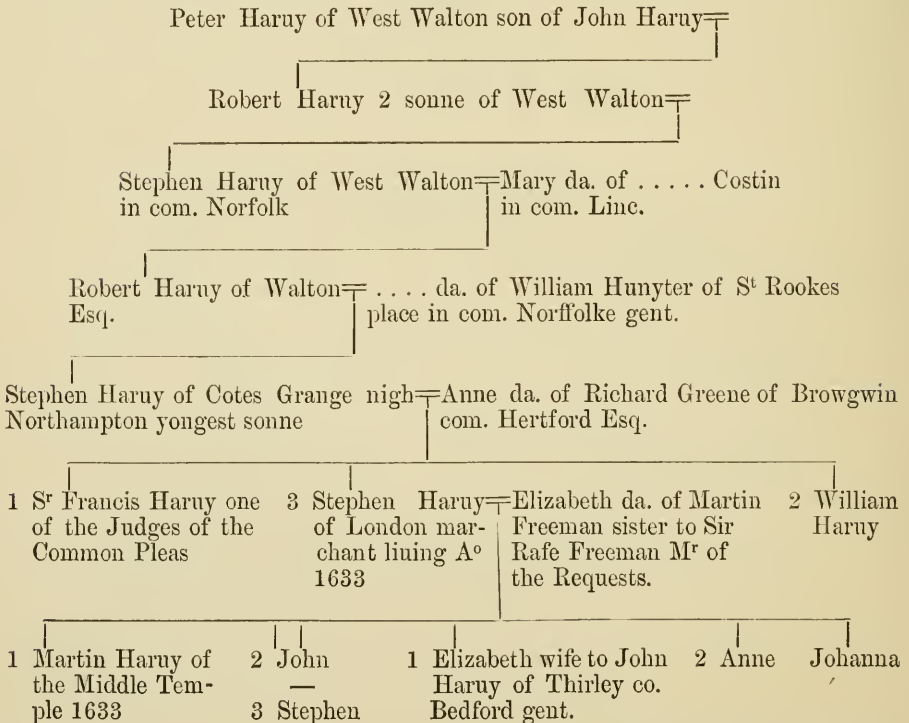 Peter Haruy of West Walton son of John Haruy
Robert Haruy 2 sonne of West Walton
Stephen Haruy of West Walton Mary da. of . . . . . Costin
in com. Norfolk in com. Linc.
Robert Haruy of Walton . . . . da. of William Hunyter of Sᵗ Rookes
Esq. place in com. Norffolke gent.
Stephen Haruy of Cotes Grange nigh Anne da. of Richard Greene of Browgwin
Northampton yongest sonne com. Hertford Esq.
1 Sʳ Francis Haruy one
of the Judges of the
Common Pleas
3 Stephen Haruy
of London mar-
chant liuing Aº
1633
Elizabeth da. of Martin
Freeman sister to Sir
Rafe Freeman Mʳ of
the Requests.
2 William
Haruy
1 Martin Haruy of
the Middle Tem-
ple 1633
2 John
—
3 Stephen
1 Elizabeth wife to John
Haruy of Thirley co.
Bedford gent.
2 Anne
Johanna